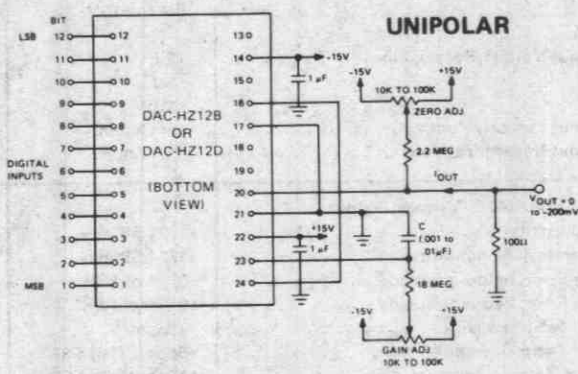 UNIPOLAR
BIT
LSB 12 12 13
11 11 14 -15V
10 10 15 1 µF
9 9 16
8 8 17
7 7 18
6 6 19
5 5 20
4 4 21
3 3 22 +15V
2 2 23 1 µF
MSB 1 1 24
DIGITAL
INPUTS
DAC-HZ12B
OR
DAC-HZ12D
(BOTTOM
VIEW)
-15V +15V
10K TO 100K
ZERO ADJ.
2.2 MEG
IOUT
VOUT = 0
to -200mV
100Ω
C
(.001 to
.01µF)
18 MEG
-15V +15V
GAIN ADJ.
10K TO 100K